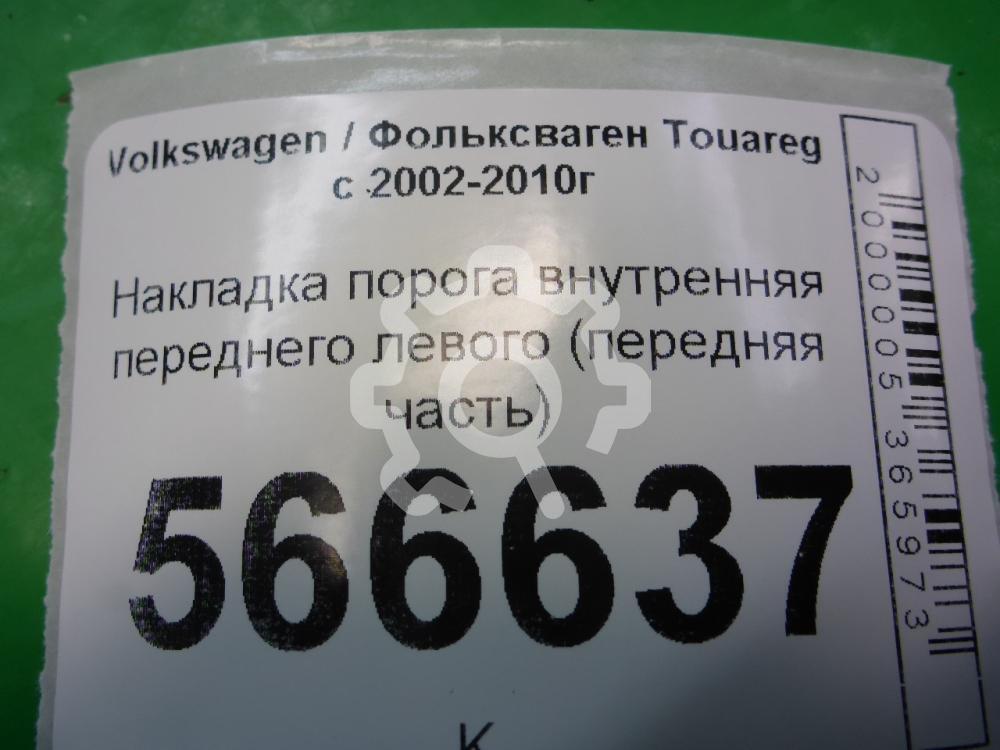 Volkswagen / Фольксваген Touareg
с 2002-2010г
Накладка порога внутренняя
переднего левого (передняя
часть)
566637
К
2000005365973